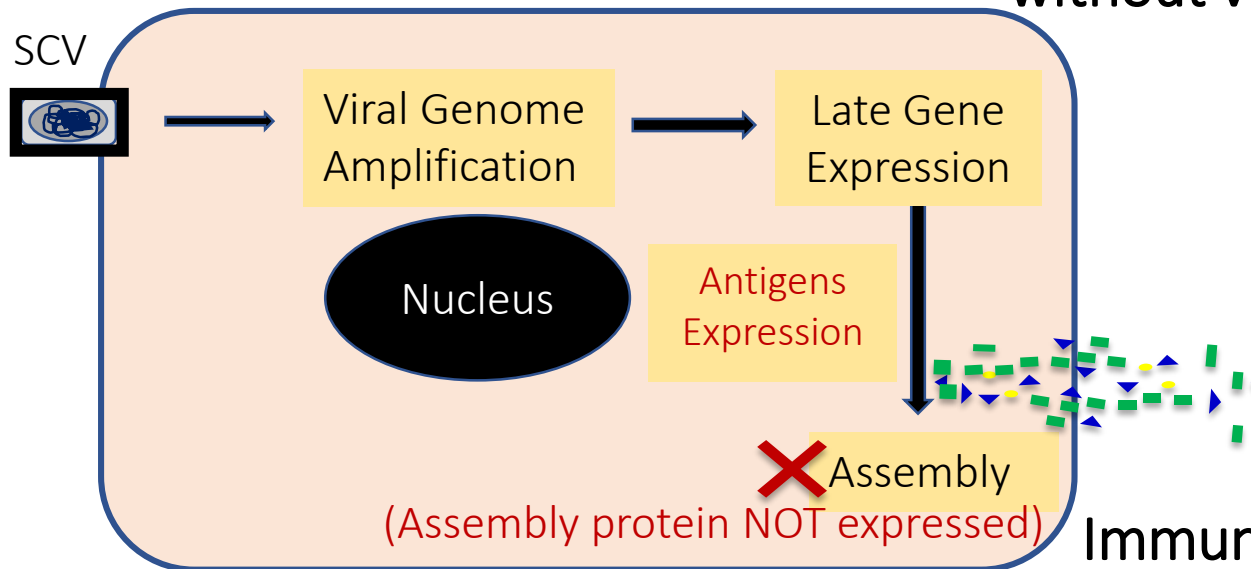 SCV
Viral Genome
Amplification
Late Gene
Expression
Nucleus
Antigens
Expression
Assembly
(Assembly protein NOT expressed)